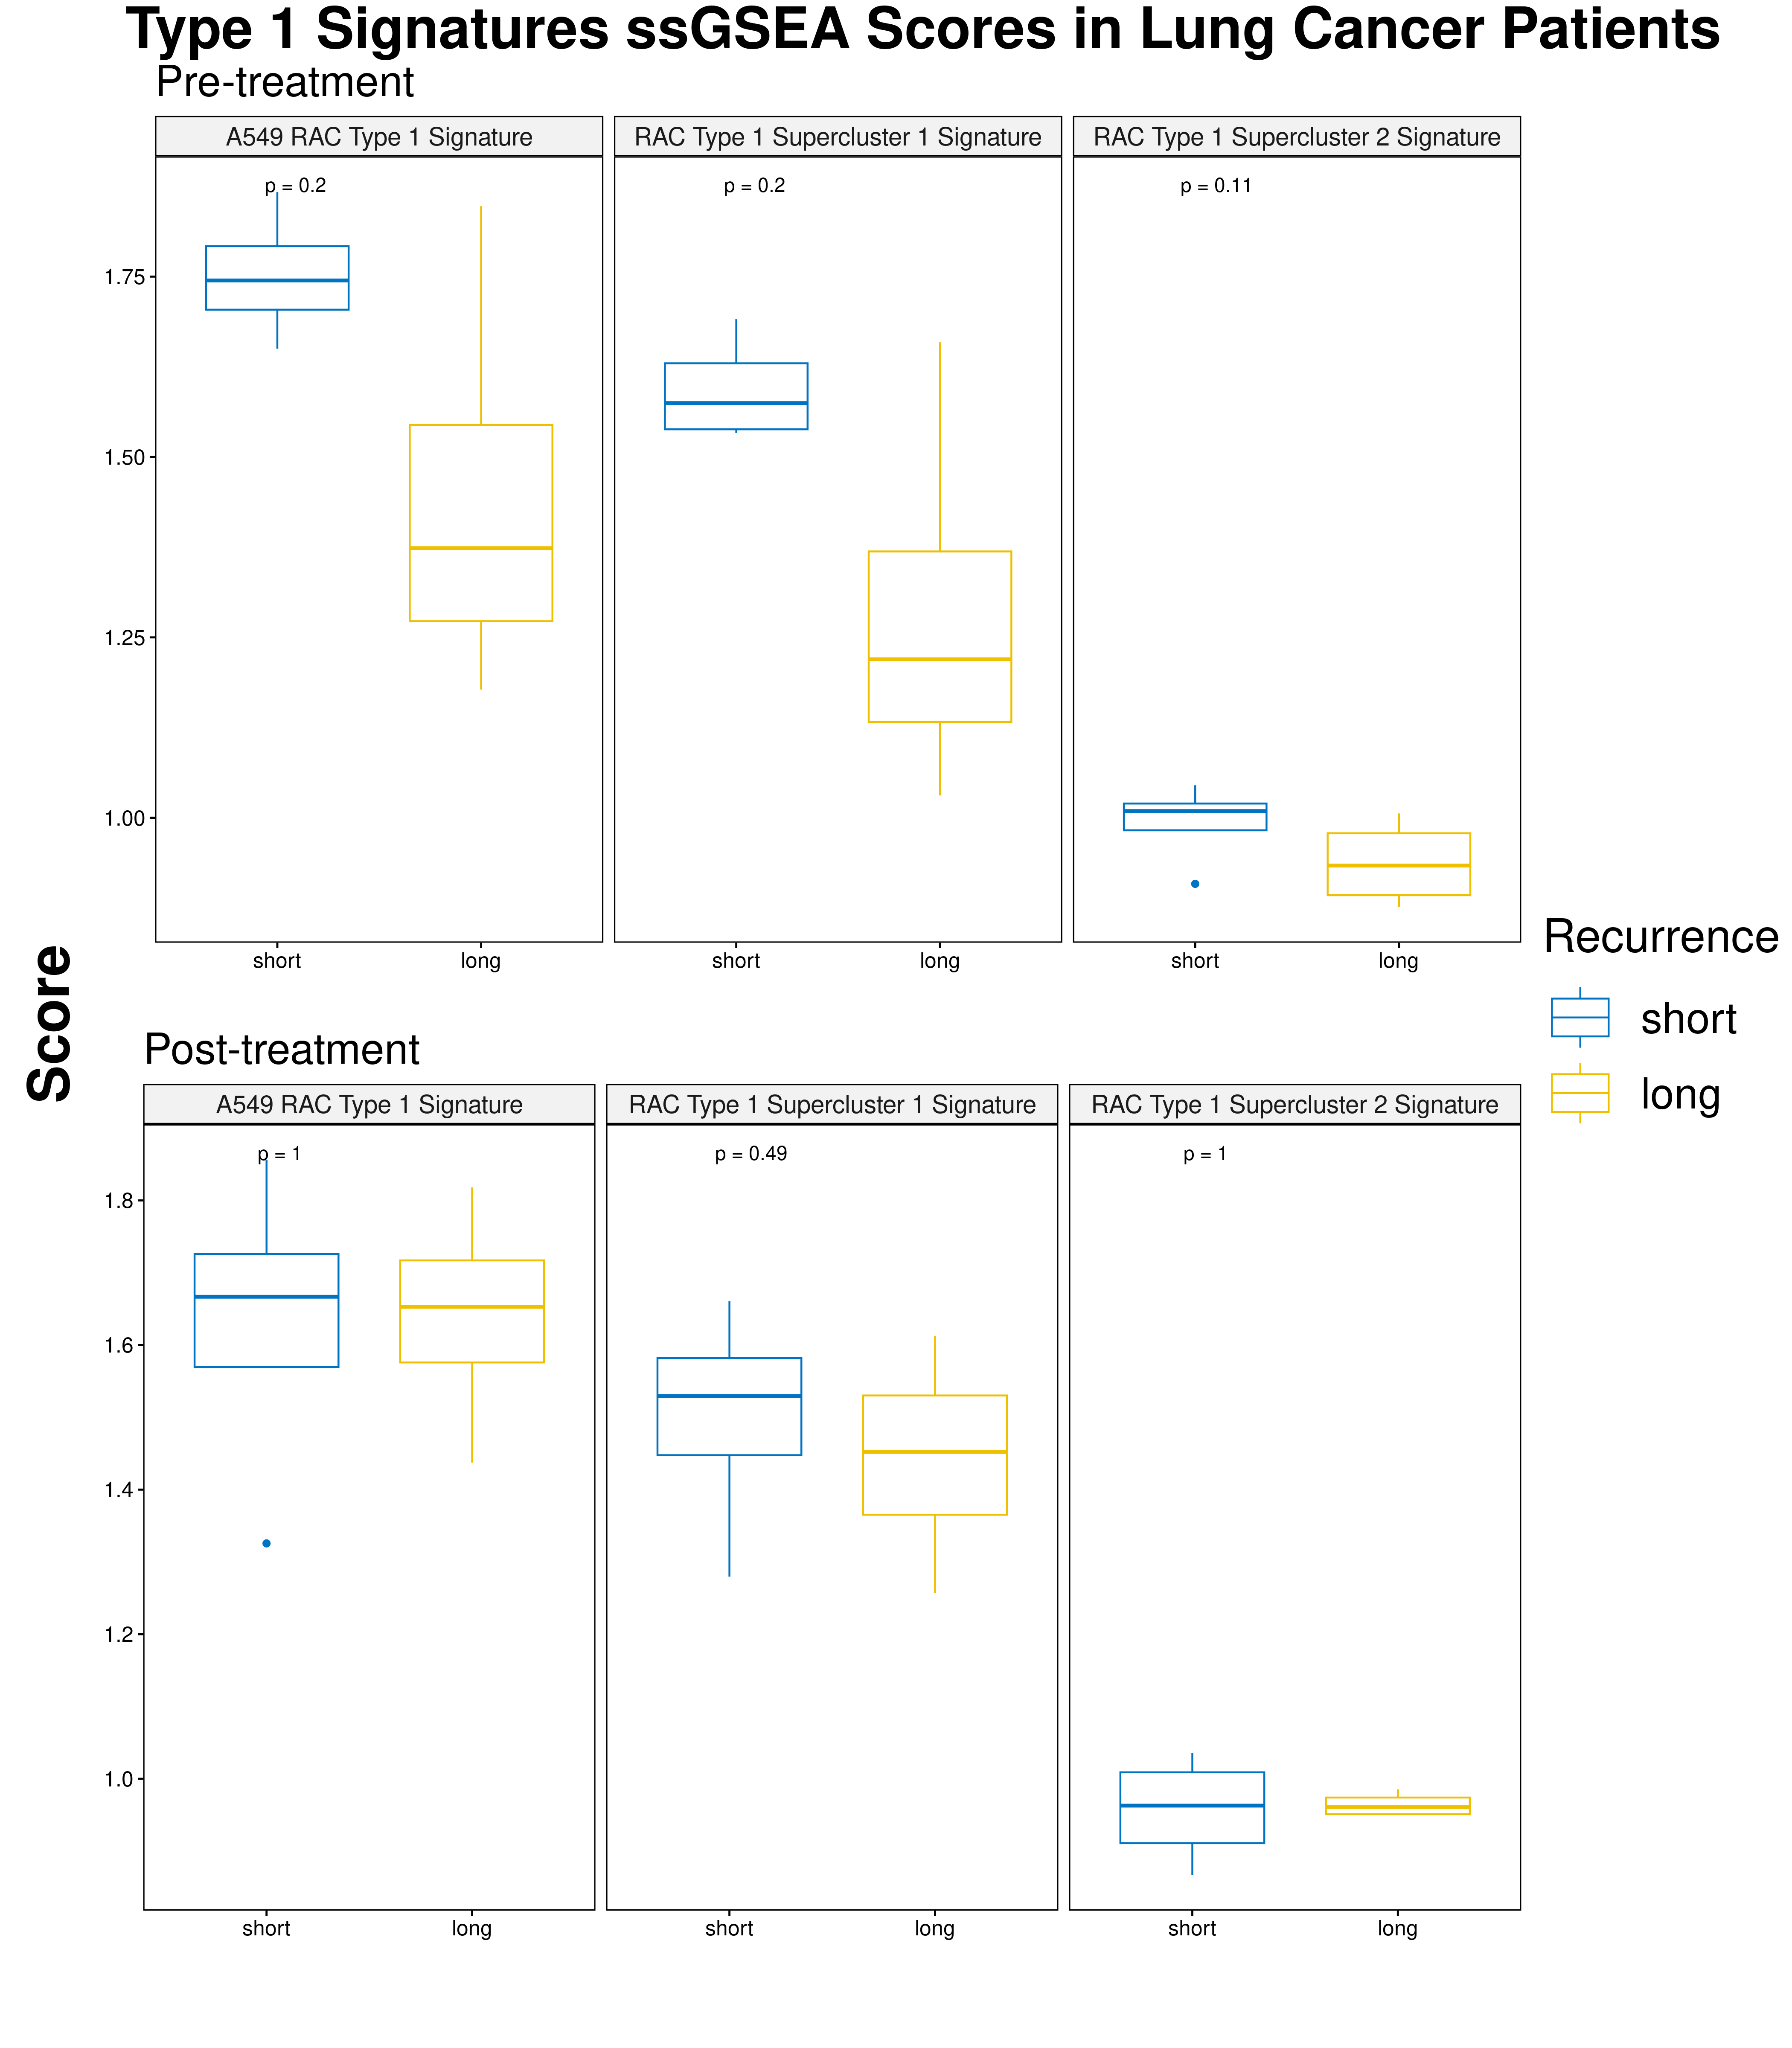 Type 1 Signatures ssGSEA Scores in Lung Cancer Patients
Pre-treatment
A549 RAC Type 1 Signature
RAC Type 1 Supercluster 1 Signature
RAC Type 1 Supercluster 2 Signature
p = 0.2
p = 0.2
p = 0.11
1.75
1.50
1.25
1.00
short
long
short
long
short
long
Score
Recurrence
short
long
Post-treatment
A549 RAC Type 1 Signature
RAC Type 1 Supercluster 1 Signature
RAC Type 1 Supercluster 2 Signature
p = 1
p = 0.49
p = 1
1.8
1.6
1.4
1.2
1.0
short
long
short
long
short
long